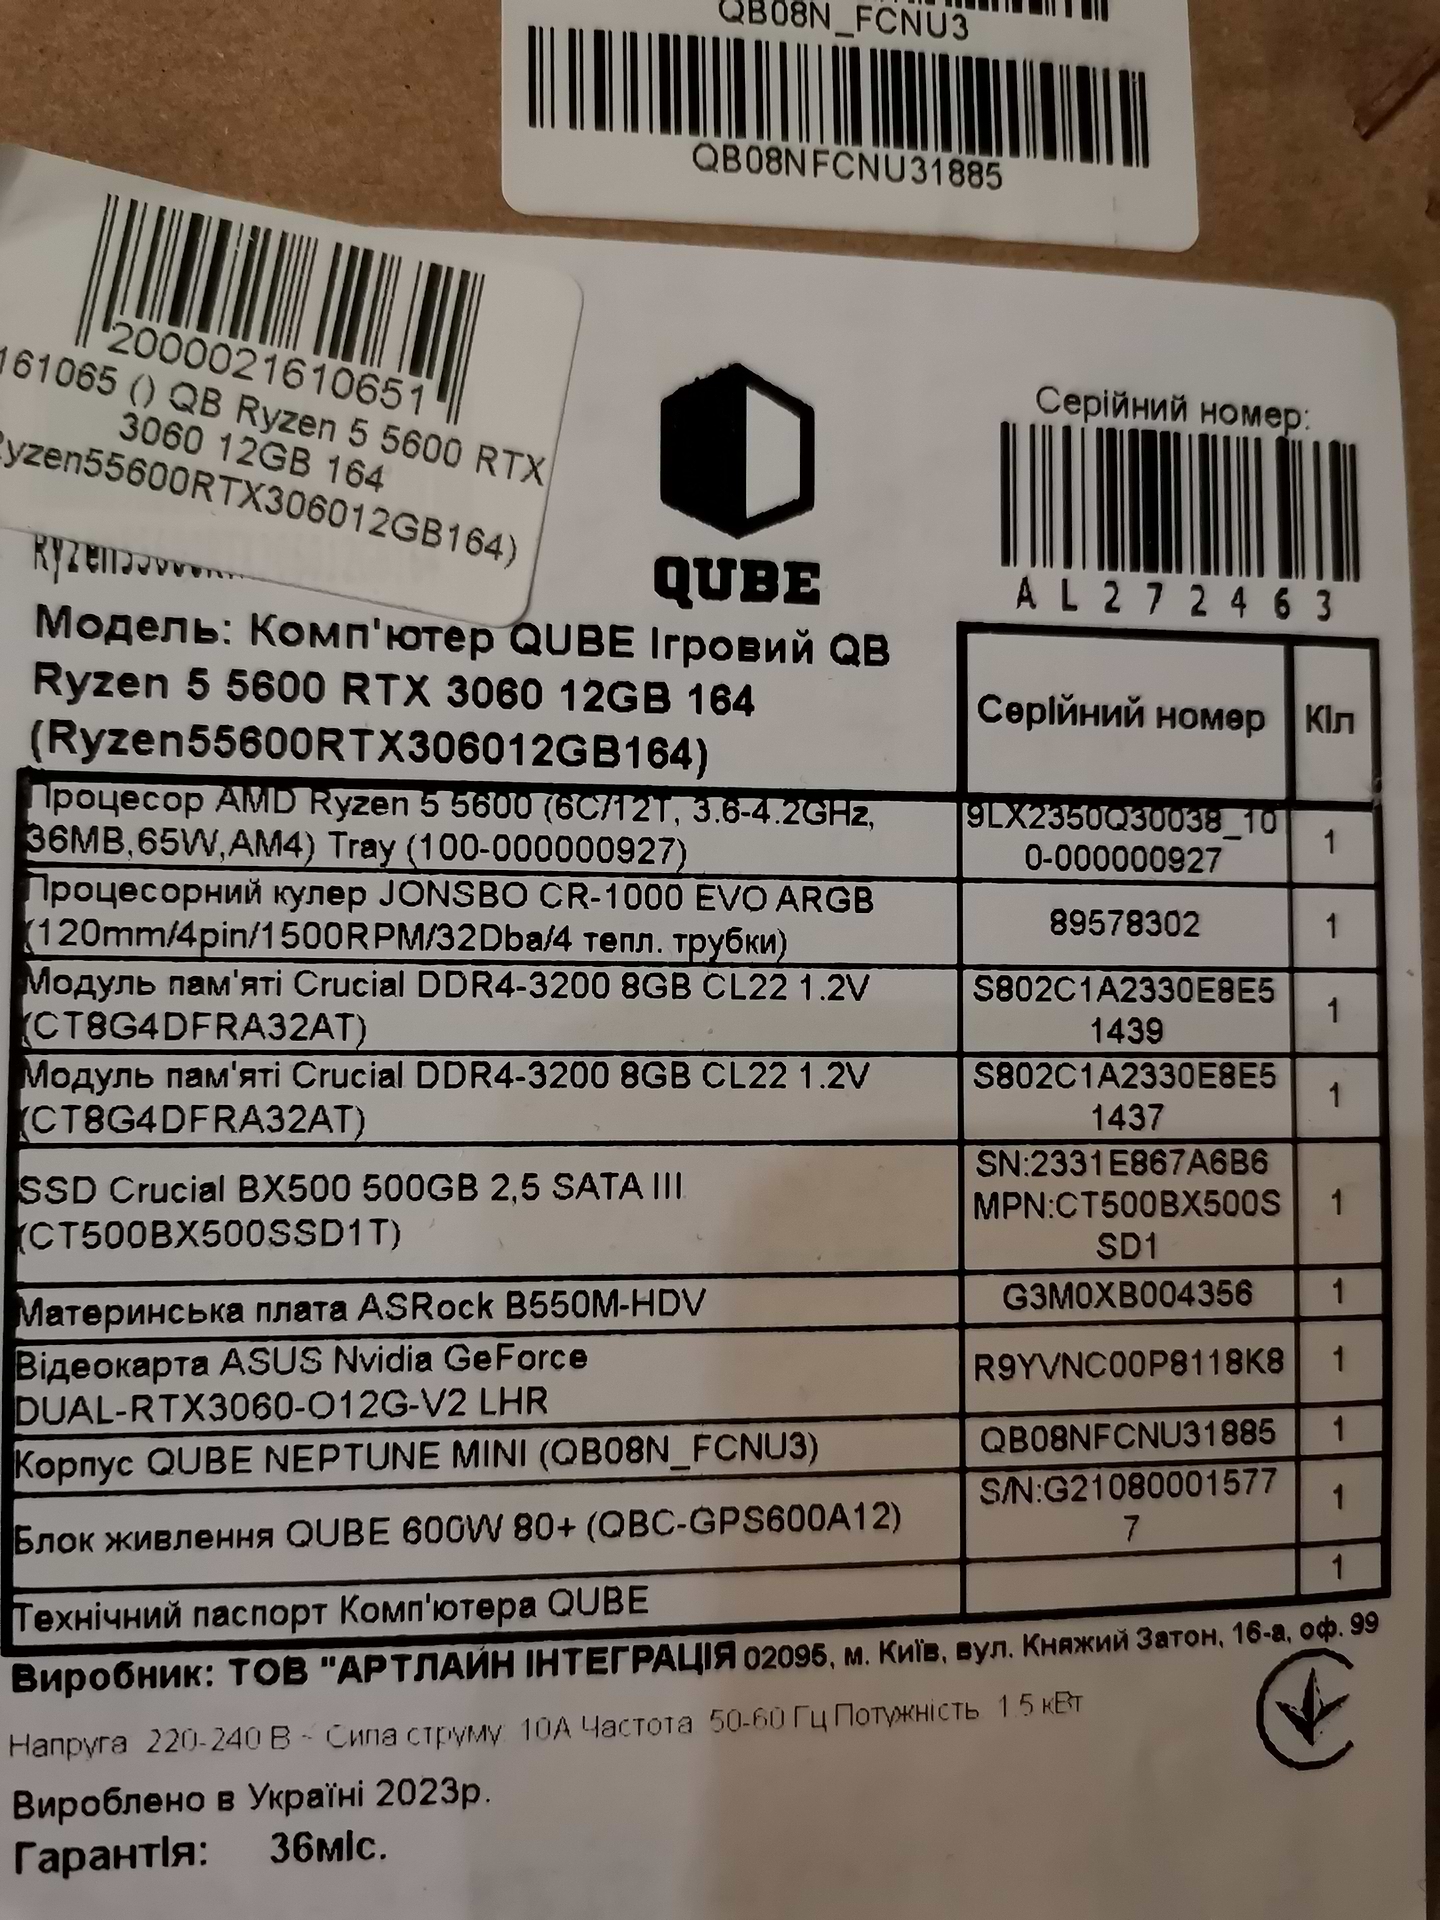 QB08N_FCNU3
QB08NFCNU31885
2000021610651
161065 () QB Ryzen 5 5600 RTX
3060 12GB 164
Ryzen55600RTX306012GB164)
QUBE
Серійний номер:
AL272463
Модель: Комп'ютер QUBE Ігровий QB
Ryzen 5 5600 RTX 3060 12GB 164
(Ryzen55600RTX306012GB164)
Серійний номер Кіл
Процесор AMD Ryzen 5 5600 (6C/12T, 3.6-4.2GHz,
36MB,65W,AM4) Tray (100-000000927)
9LX2350Q30038_10
0-000000927
1
Процесорний кулер JONSBO CR-1000 EVO ARGB
(120mm/4pin/1500RPM/32Dba/4 тепл. трубки)
89578302
1
Модуль пам'яті Crucial DDR4-3200 8GB CL22 1.2V
(CT8G4DFRA32AT)
S802C1A2330E8E5
1439
1
Модуль пам'яті Crucial DDR4-3200 8GB CL22 1.2V
(CT8G4DFRA32AT)
S802C1A2330E8E5
1437
1
SSD Crucial BX500 500GB 2,5 SATA III
(CT500BX500SSD1T)
SN:2331E867A6B6
MPN:CT500BX500S
SD1
1
Материнська плата ASRock B550M-HDV
G3M0XB004356
1
Відеокарта ASUS Nvidia GeForce
DUAL-RTX3060-O12G-V2 LHR
R9YVNC00P8118K8
1
Корпус QUBE NEPTUNE MINI (QB08N_FCNU3)
QB08NFCNU31885
1
Блок живлення QUBE 600W 80+ (QBC-GPS600A12)
S/N:G21080001577
7
1
Технічний паспорт Комп'ютера QUBE
1
Виробник: ТОВ "АРТЛАЙН ІНТЕГРАЦІЯ 02095, м. Київ, вул. Княжий Затон, 16-а, оф. 99
Напруга 220-240 В ~ Сила струму 10А Частота 50-60 Гц Потужність 1.5 кВт
Вироблено в Україні 2023р.
Гарантія: 36міс.